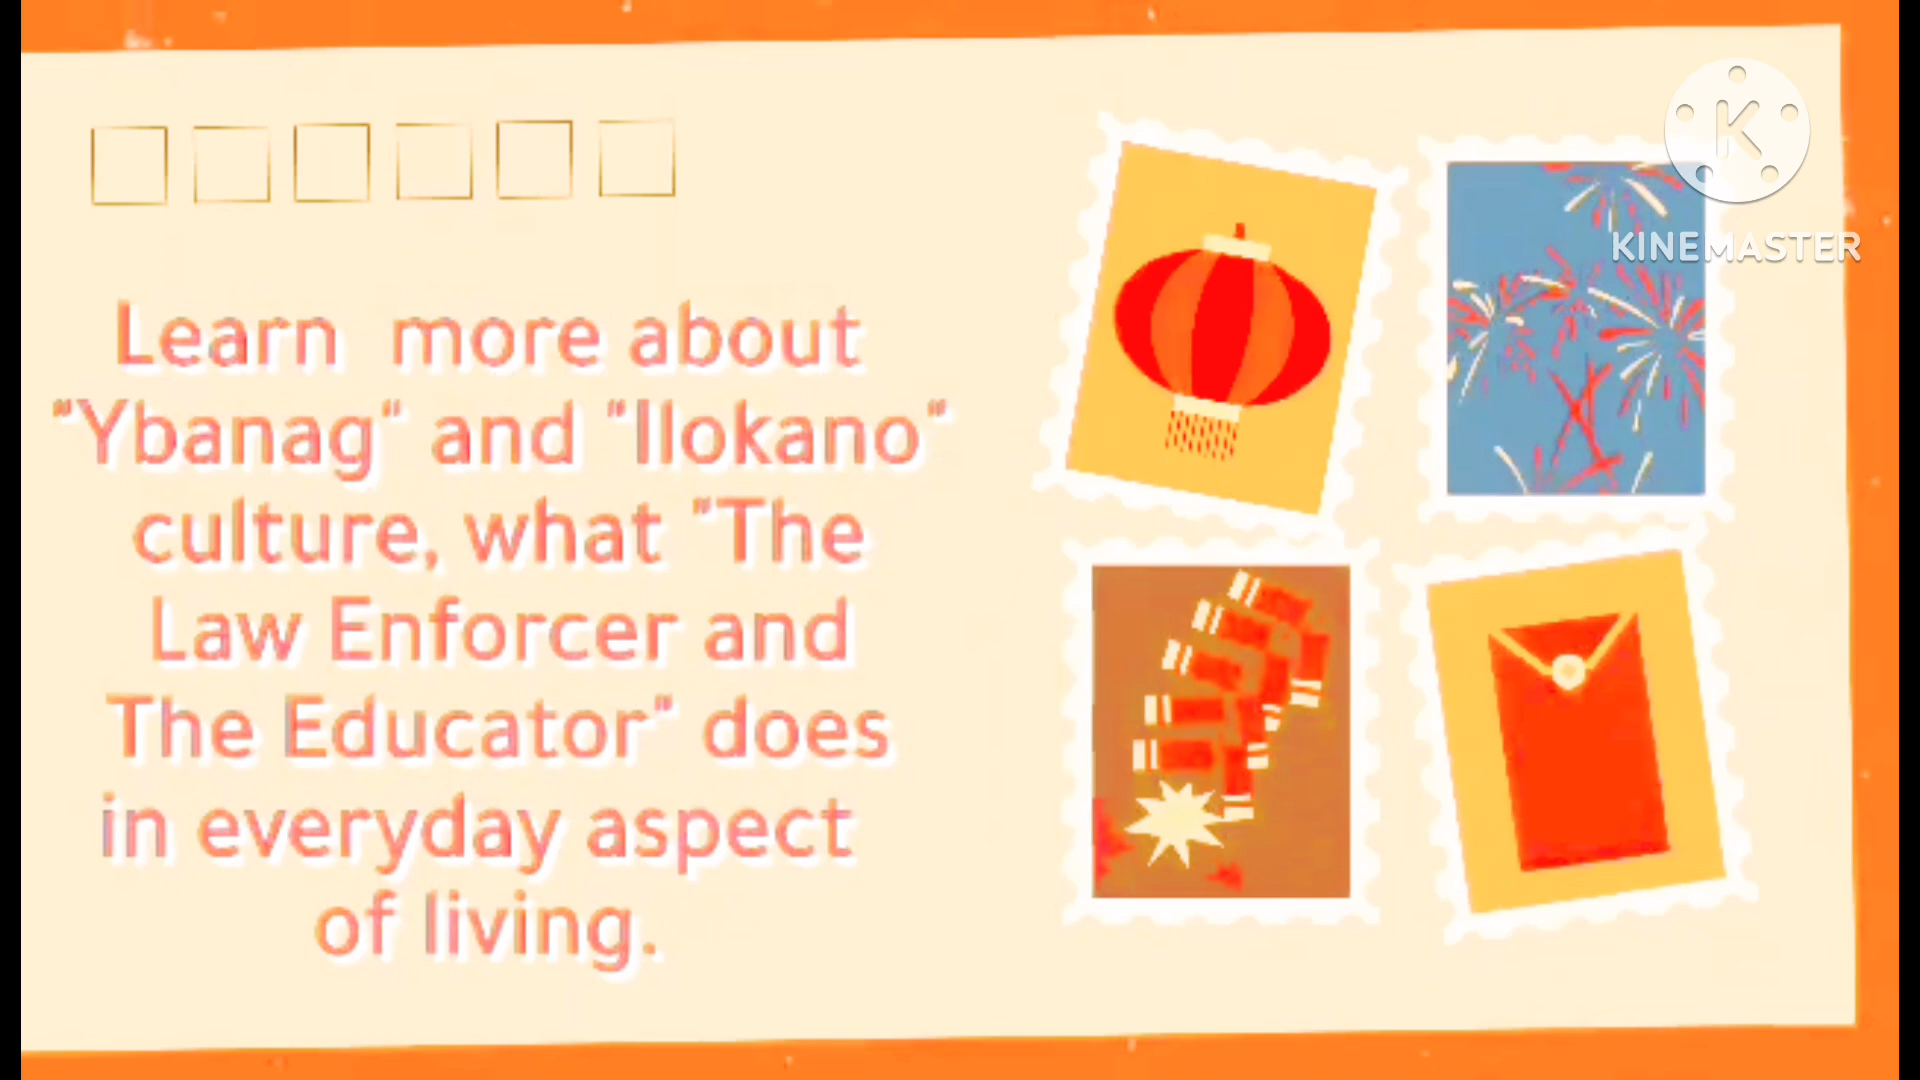 Learn more about
"Ybanag" and "Ilokano"
culture, what "The
Law Enforcer and
The Educator" does
in everyday aspect
of living.
K
KINEMASTER